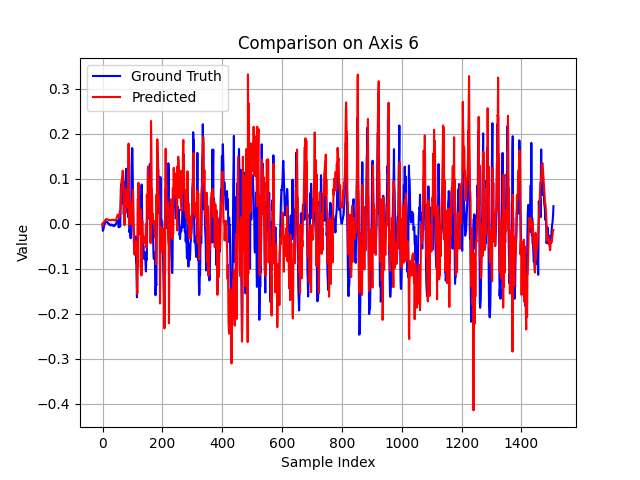 Comparison on Axis 6
Ground Truth
Predicted
0.3
0.2
0.1
0.0
−0.1
−0.2
−0.3
−0.4
Value
0 200 400 600 800 1000 1200 1400
Sample Index